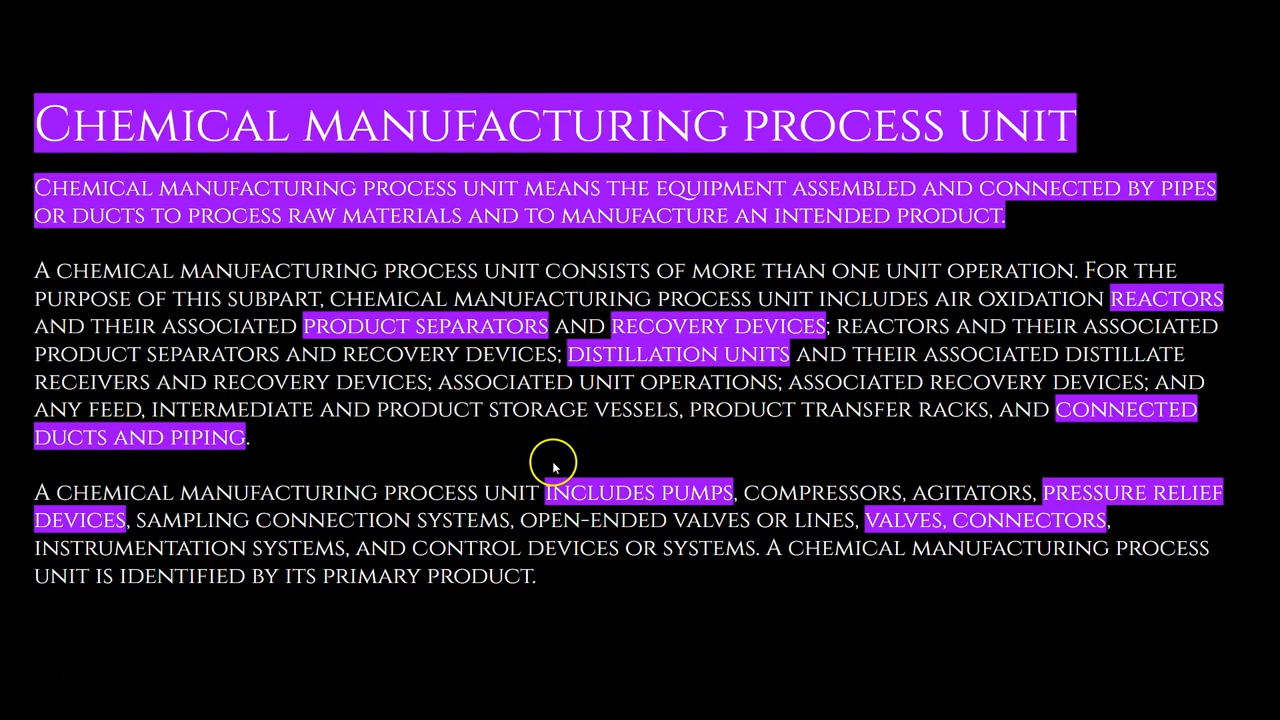 Chemical manufacturing process unit
Chemical manufacturing process unit means the equipment assembled and connected by pipes
or ducts to process raw materials and to manufacture an intended product.
A chemical manufacturing process unit consists of more than one unit operation. For the
purpose of this subpart, chemical manufacturing process unit includes air oxidation reactors
and their associated product separators and recovery devices; reactors and their associated
product separators and recovery devices; distillation units and their associated distillate
receivers and recovery devices; associated unit operations; associated recovery devices; and
any feed, intermediate and product storage vessels, product transfer racks, and connected
ducts and piping.
A chemical manufacturing process unit includes pumps, compressors, agitators, pressure relief
devices, sampling connection systems, open-ended valves or lines, valves, connectors,
instrumentation systems, and control devices or systems. A chemical manufacturing process
unit is identified by its primary product.